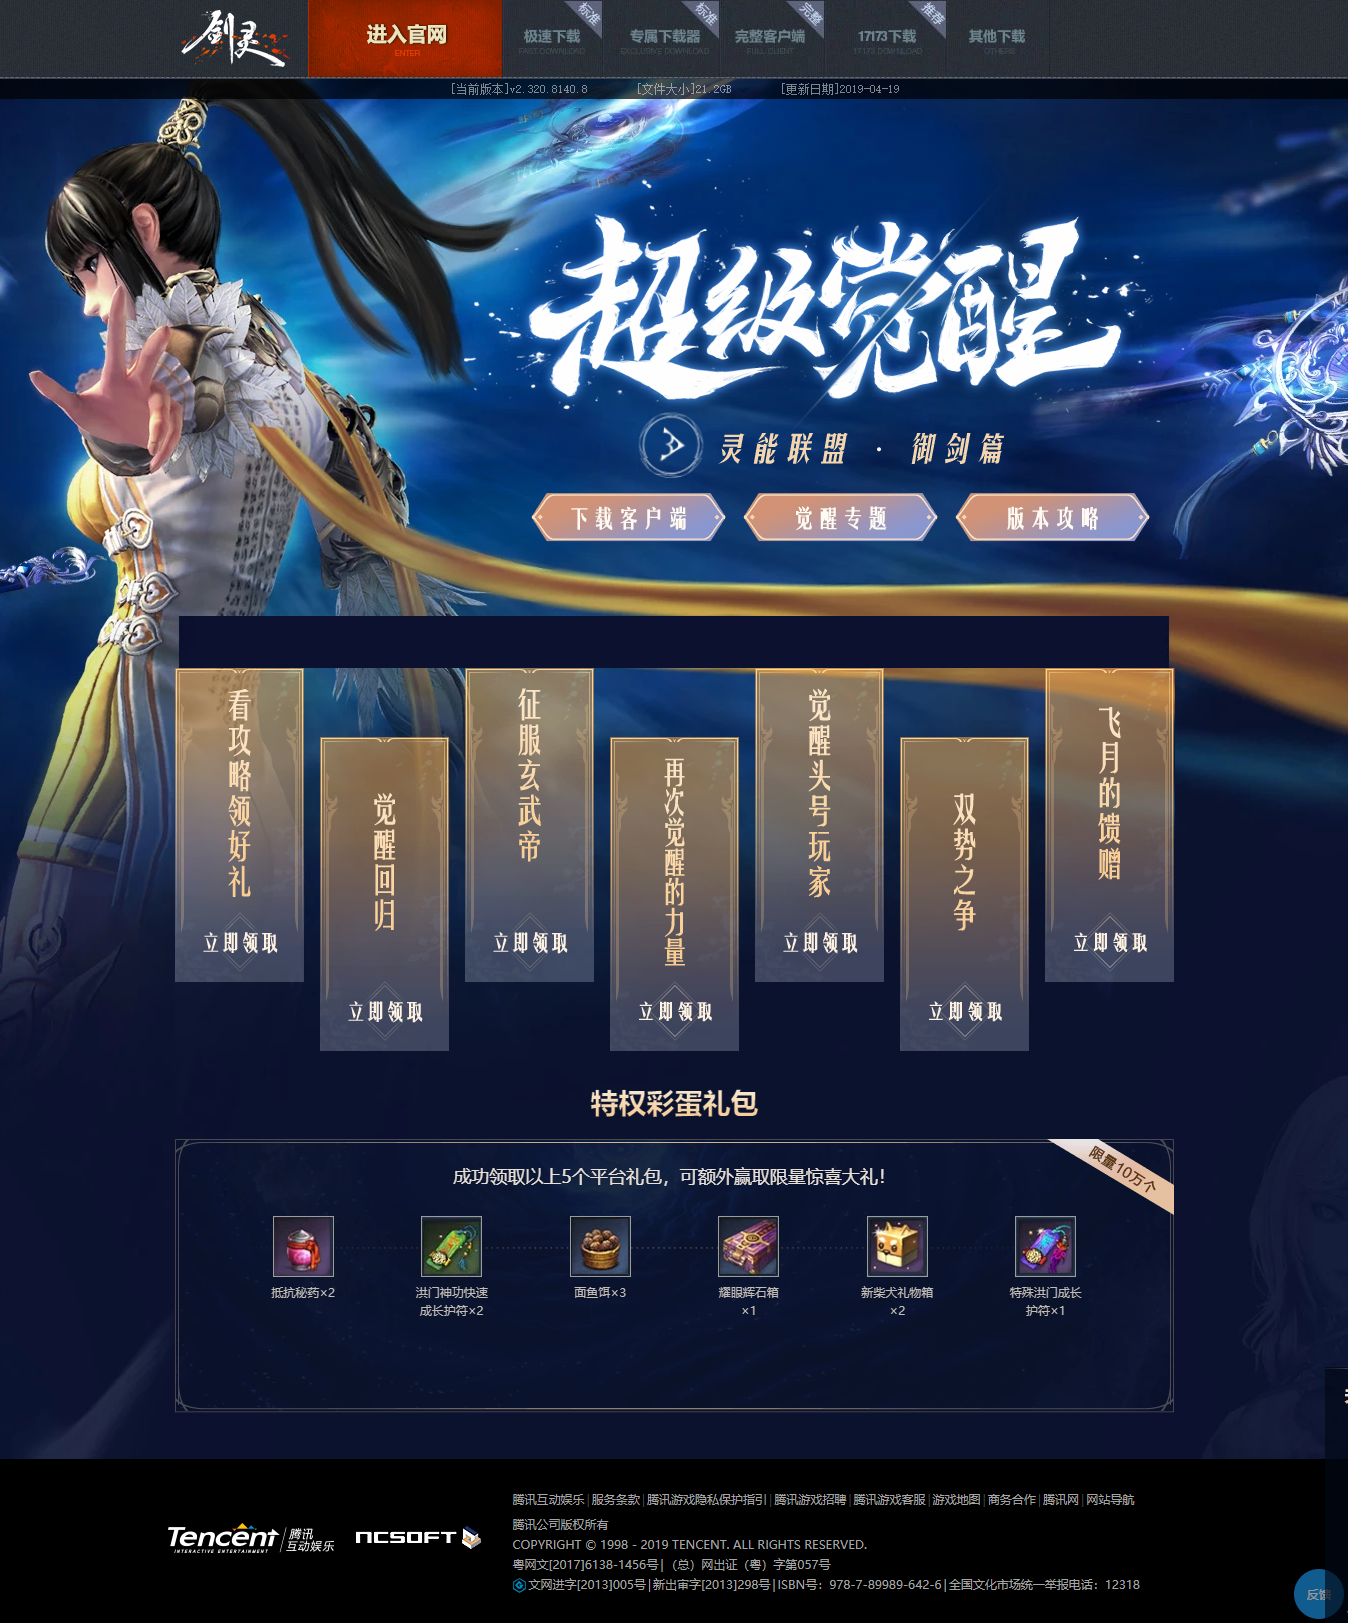 剑灵
进入官网
ENTER
极速下载
FAST DOWNLOAD
标准
专属下载器
EXCLUSIVE DOWNLOAD
标准
完整客户端
FULL CLIENT
完整
17173下载
17173 DOWNLOAD
推荐
其他下载
OTHERS
[当前版本]v2.320.8140.8
[文件大小]21.2GB
[更新日期]2019-04-19
超级觉醒
灵能联盟 · 御剑篇
下载客户端
觉醒专题
版本攻略
看攻略领好礼
立即领取
觉醒回归
立即领取
征服玄武帝
立即领取
再次觉醒的力量
立即领取
觉醒头号玩家
立即领取
双势之争
立即领取
飞月的馈赠
立即领取
特权彩蛋礼包
限量10万个
成功领取以上5个平台礼包，可额外赢取限量惊喜大礼！
抵抗秘药×2
洪门神功快速
成长护符×2
面鱼饵×3
耀眼辉石箱
×1
新柴犬礼物箱
×2
特殊洪门成长
护符×1
Tencent 腾讯
INTERACTIVE ENTERTAINMENT 互动娱乐
NCSOFT
腾讯互动娱乐 | 服务条款 | 腾讯游戏隐私保护指引 | 腾讯游戏招聘 | 腾讯游戏客服 | 游戏地图 | 商务合作 | 腾讯网 | 网站导航
腾讯公司版权所有
COPYRIGHT © 1998 - 2019 TENCENT. ALL RIGHTS RESERVED.
粤网文[2017]6138-1456号 | （总）网出证（粤）字第057号
文网进字[2013]005号 | 新出审字[2013]298号 | ISBN号：978-7-89989-642-6 | 全国文化市场统一举报电话：12318
反馈